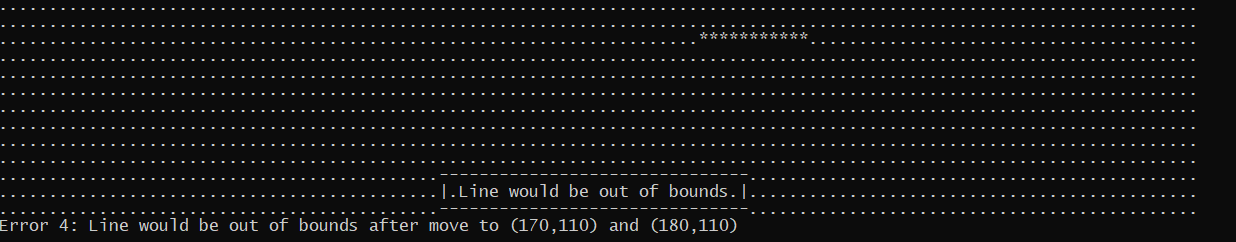 ***********
-------------------------------
|.Line would be out of bounds.|
-------------------------------
Error 4: Line would be out of bounds after move to (170,110) and (180,110)